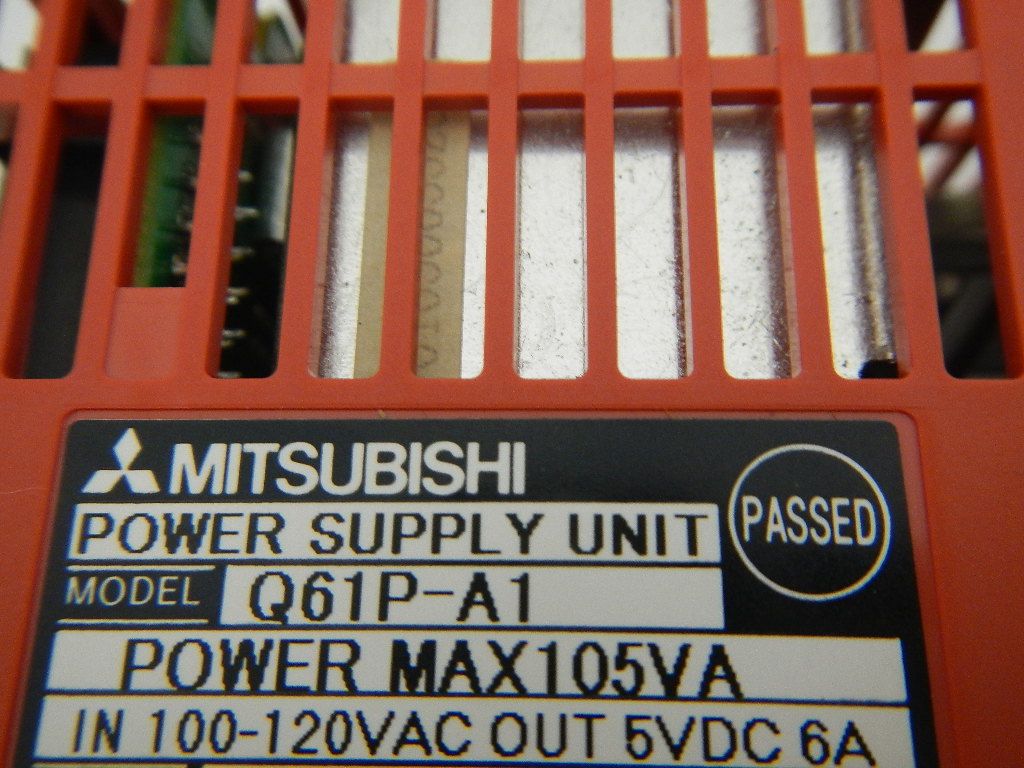 MITSUBISHI
PASSED
POWER SUPPLY UNIT
MODEL Q61P-A1
POWER MAX105VA
IN 100-120VAC OUT 5VDC 6A